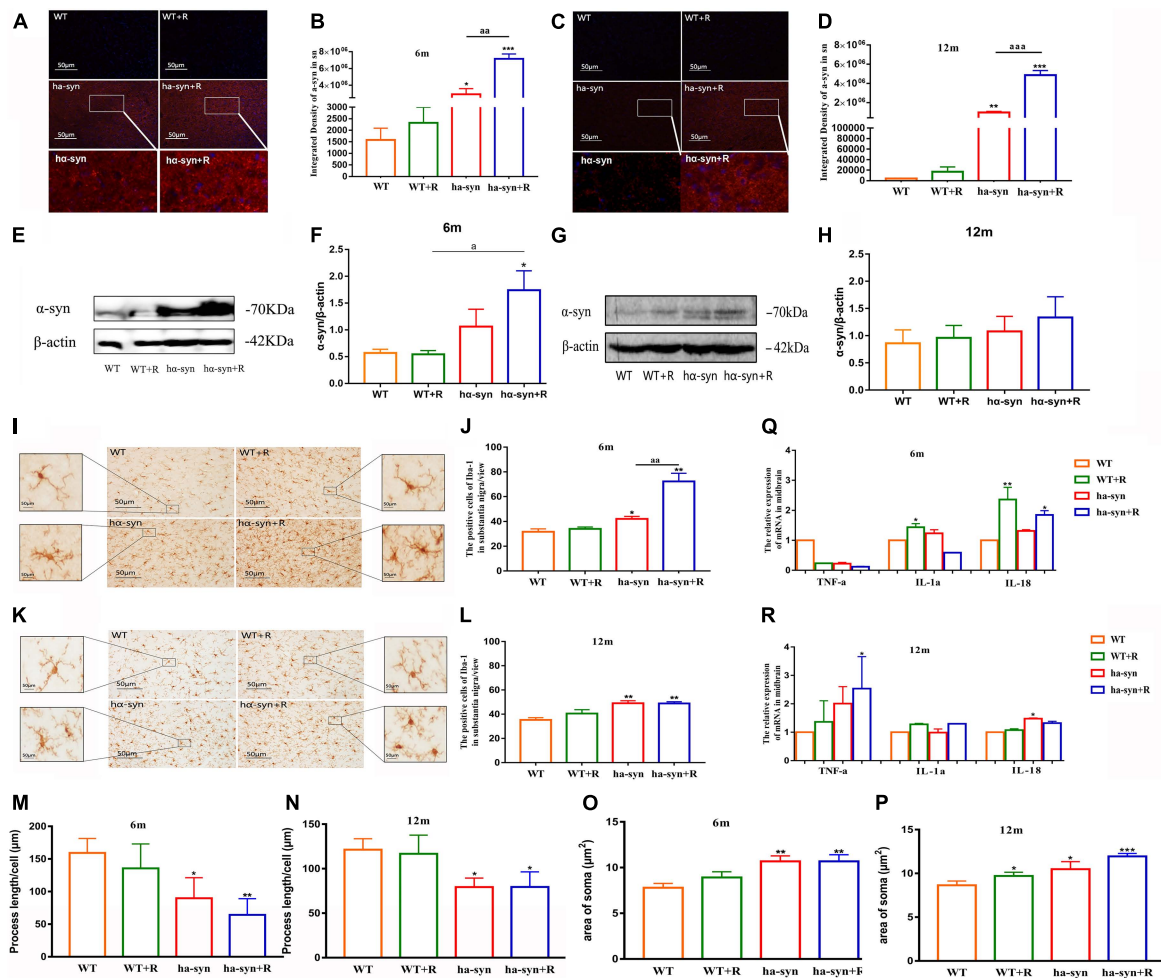 A
WT
WT+R
50µm
50µm
ha-syn
ha-syn+R
50µm
50µm
hα-syn
hα-syn+R
B
6m
aa
*
***
Integrated Density of a-syn in sn
8×10⁰⁶
6×10⁰⁶
4×10⁰⁶
2×10⁰⁶
3000
2500
2000
1500
1000
500
0
WT
WT+R
ha-syn
ha-syn+R
C
WT
WT+R
50µm
50µm
ha-syn
ha-syn+R
50µm
50µm
hα-syn
hα-syn+R
D
12m
aaa
**
***
Integrated Density of a-syn in sn
8×10⁰⁶
6×10⁰⁶
4×10⁰⁶
2×10⁰⁶
100000
80000
60000
40000
20000
0
WT
WT+R
ha-syn
ha-syn+R
E
α-syn
-70KDa
β-actin
-42KDa
WT WT+R hα-syn hα-syn+R
F
6m
a
*
α-syn/β-actin
2.5
2.0
1.5
1.0
0.5
0.0
WT
WT+R
hα-syn
hα-syn+R
G
α-syn
-70kDa
β-actin
-42kDa
WT WT+R hα-syn hα-syn+R
H
12m
α-syn/β-actin
2.5
2.0
1.5
1.0
0.5
0.0
WT
WT+R
hα-syn
hα-syn+R
I
WT
WT+R
50µm
50µm
50µm
50µm
hα-syn
hα-syn+R
50µm
50µm
50µm
50µm
J
6m
aa
*
**
The positive cells of Iba-1
in substantia nigra/view
100
80
60
40
20
0
WT
WT+R
ha-syn
ha-syn+R
Q
6m
The relative expression
of mRNA in midbrain
4
3
2
1
0
*
**
*
TNF-a
IL-1a
IL-18
WT
WT+R
ha-syn
ha-syn+R
K
WT
WT+R
50µm
50µm
50µm
50µm
hα-syn
hα-syn+R
50µm
50µm
50µm
50µm
L
12m
**
**
The positive cells of Iba-1
in substantia nigra/view
100
80
60
40
20
0
WT
WT+R
ha-syn
ha-syn+R
R
12m
The relative expression
of mRNA in midbrain
4
3
2
1
0
*
*
TNF-a
IL-1a
IL-18
WT
WT+R
ha-syn
ha-syn+R
M
6m
*
**
Process length/cell (µm)
200
150
100
50
0
WT
WT+R
ha-syn
ha-syn+R
N
12m
*
*
Process length/cell (µm)
150
100
50
0
WT
WT+R
ha-syn
ha-syn+R
O
6m
**
**
area of soma (µm²)
15
10
5
0
WT
WT+R
ha-syn
ha-syn+R
P
12m
*
*
***
area of soma (µm²)
15
10
5
0
WT
WT+R
ha-syn
ha-syn+R